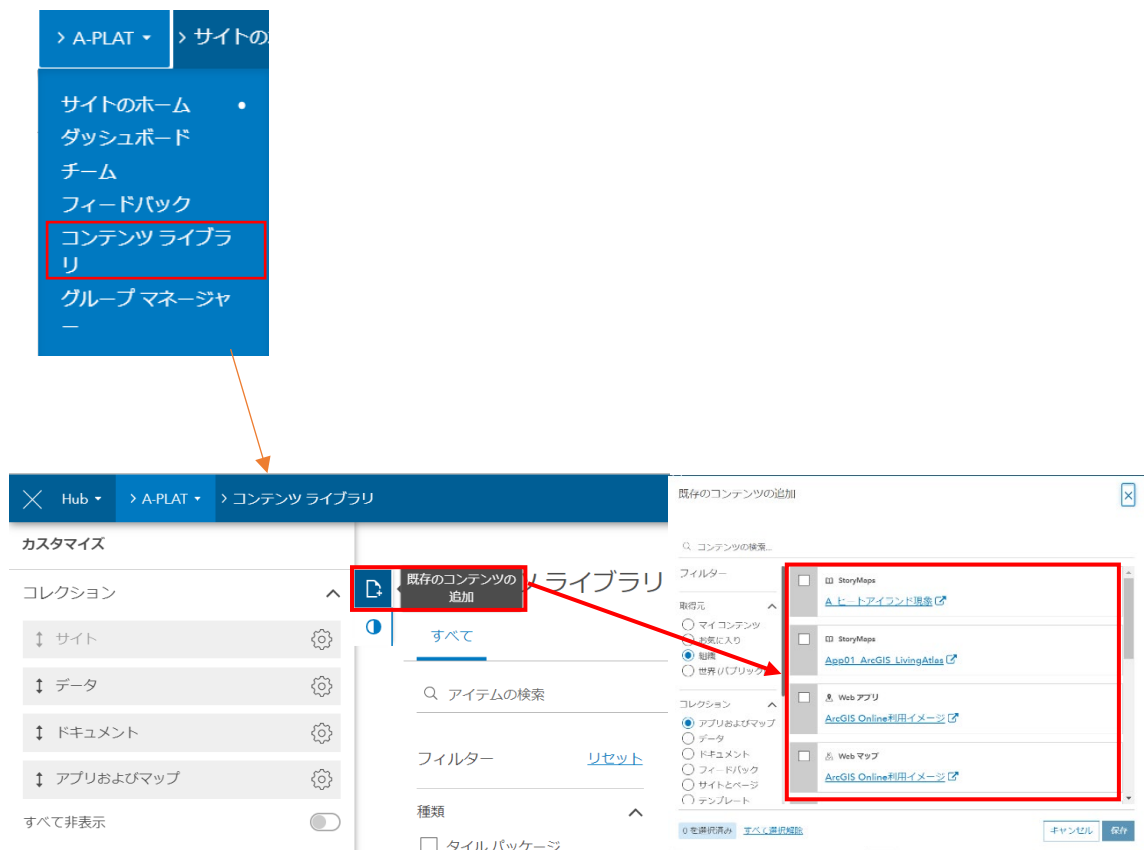 > A-PLAT
> サイトの
サイトのホーム
ダッシュボード
チーム
フィードバック
コンテンツ ライブラ
リ
グループ マネージャ
ー
Hub
> A-PLAT
> コンテンツ ライブラリ
カスタマイズ
コレクション
サイト
データ
ドキュメント
アプリおよびマップ
すべて非表示
既存のコンテンツの
追加
ライブラリ
すべて
アイテムの検索
フィルター
リセット
種類
タイル パッケージ
既存のコンテンツの追加
コンテンツの検索...
フィルター
取得元
マイ コンテンツ
お気に入り
組織
世界 (パブリック)
コレクション
アプリおよびマップ
データ
ドキュメント
フィードバック
サイトとページ
テンプレート
StoryMaps
A_ヒートアイランド現象
StoryMaps
App01_ArcGIS_LivingAtlas
Web アプリ
ArcGIS Online利用イメージ
Web マップ
ArcGIS Online利用イメージ
0 を選択済み
すべて選択解除
キャンセル
保存